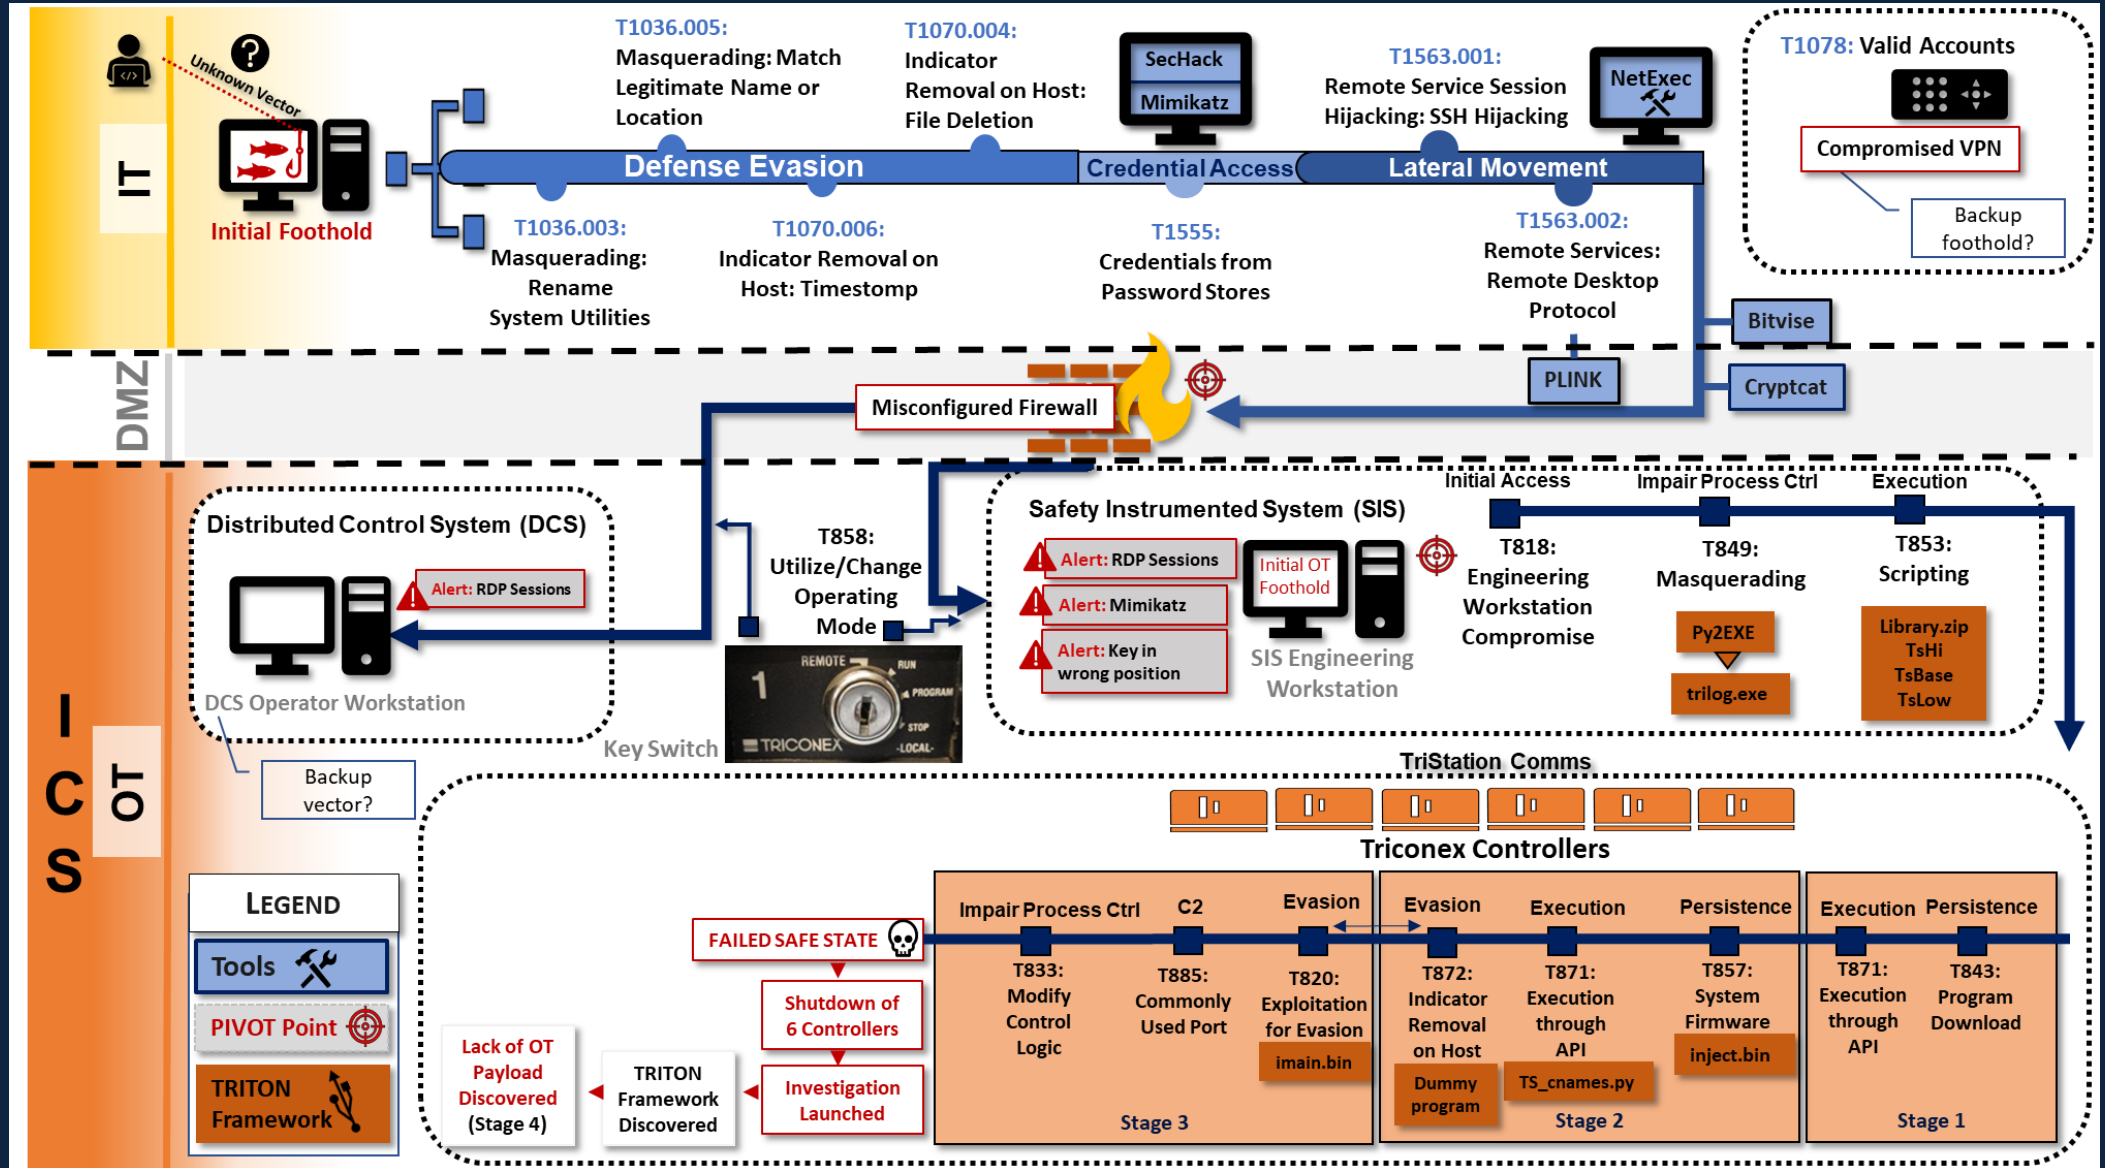 IT
Unknown Vector
?
</>
Initial Foothold
T1036.005:
Masquerading: Match
Legitimate Name or
Location
T1070.004:
Indicator
Removal on Host:
File Deletion
SecHack
Mimikatz
T1563.001:
Remote Service Session
Hijacking: SSH Hijacking
NetExec
T1078: Valid Accounts
Compromised VPN
Backup
foothold?
Defense Evasion
Credential Access
Lateral Movement
T1036.003:
Masquerading:
Rename
System Utilities
T1070.006:
Indicator Removal on
Host: Timestomp
T1555:
Credentials from
Password Stores
T1563.002:
Remote Services:
Remote Desktop
Protocol
Bitvise
DMZ
Misconfigured Firewall
PLINK
Cryptcat
ICS
OT
Distributed Control System (DCS)
Alert: RDP Sessions
DCS Operator Workstation
Backup
vector?
T858:
Utilize/Change
Operating
Mode
1
REMOTE
RUN
PROGRAM
STOP
-LOCAL-
TRICONEX
Key Switch
Safety Instrumented System (SIS)
Alert: RDP Sessions
Alert: Mimikatz
Alert: Key in
wrong position
Initial OT
Foothold
SIS Engineering
Workstation
Initial Access
T818:
Engineering
Workstation
Compromise
Impair Process Ctrl
T849:
Masquerading
Py2EXE
trilog.exe
Execution
T853:
Scripting
Library.zip
TsHi
TsBase
TsLow
TriStation Comms
Triconex Controllers
Execution
T871:
Execution
through
API
Persistence
T843:
Program
Download
Stage 1
Evasion
T872:
Indicator
Removal
on Host
Dummy
program
Execution
T871:
Execution
through
API
TS_cnames.py
Persistence
T857:
System
Firmware
inject.bin
Stage 2
Impair Process Ctrl
T833:
Modify
Control
Logic
C2
T885:
Commonly
Used Port
Evasion
T820:
Exploitation
for Evasion
imain.bin
Stage 3
FAILED SAFE STATE
Shutdown of
6 Controllers
Investigation
Launched
TRITON
Framework
Discovered
Lack of OT
Payload
Discovered
(Stage 4)
LEGEND
Tools
PIVOT Point
TRITON
Framework